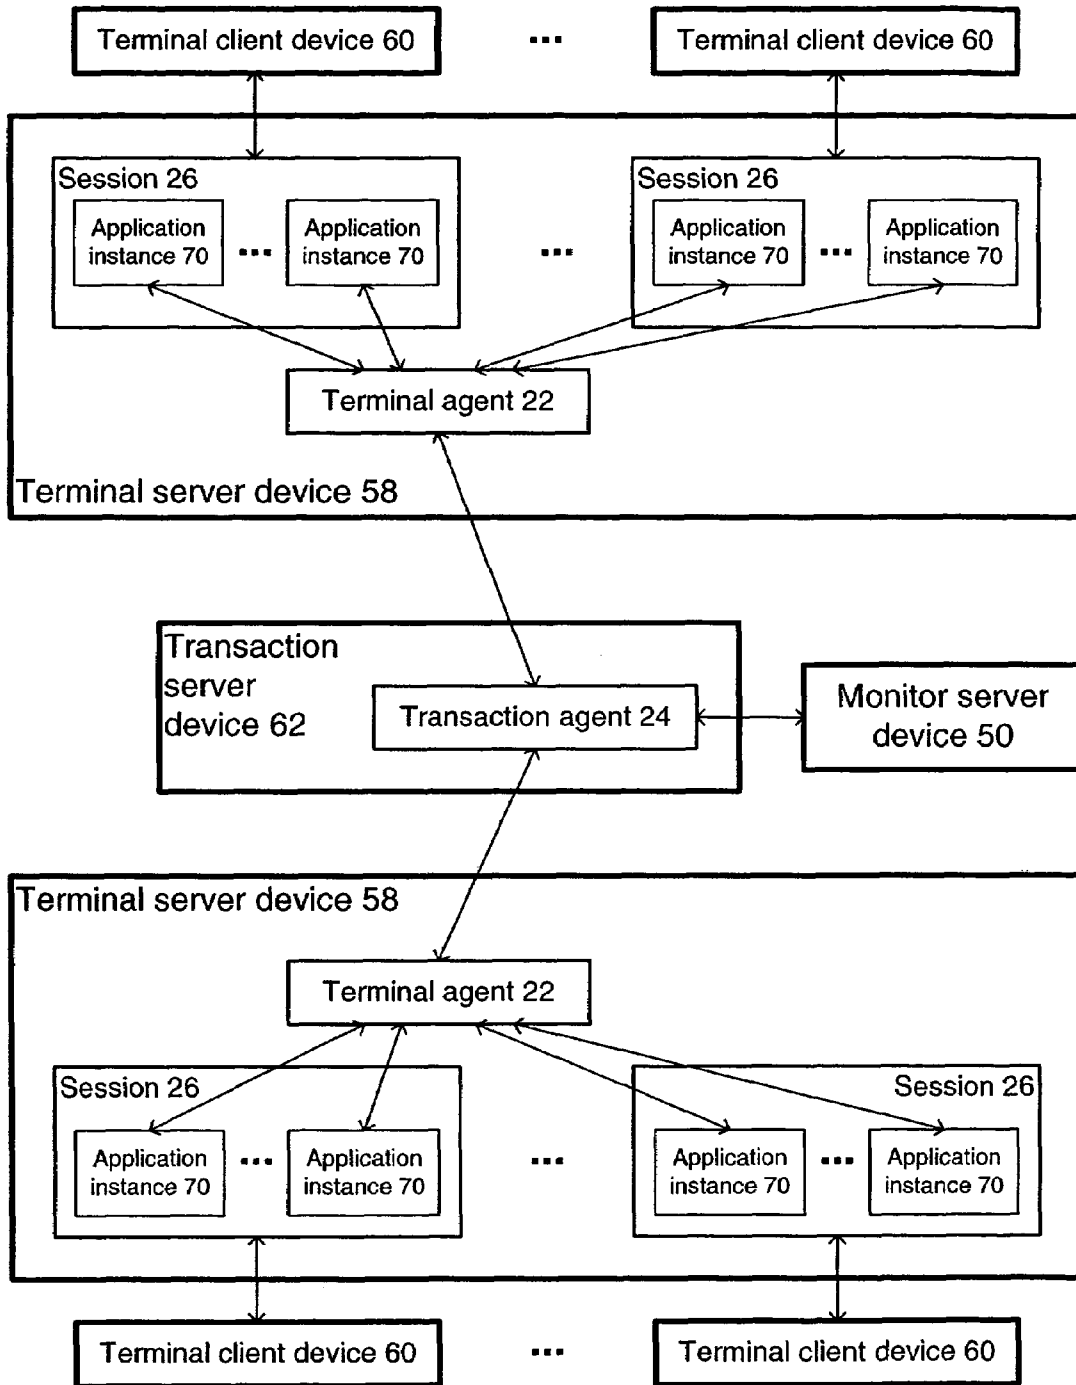 Terminal client device 60 ... Terminal client device 60
Session 26
Session 26
Application instance 70 ... Application instance 70
...
Application instance 70 ... Application instance 70
Terminal agent 22
Terminal server device 58
Transaction
server
device 62
Transaction agent 24
Monitor server
device 50
Terminal server device 58
Terminal agent 22
Session 26
Session 26
Application instance 70 ... Application instance 70
...
Application instance 70 ... Application instance 70
Terminal client device 60 ... Terminal client device 60